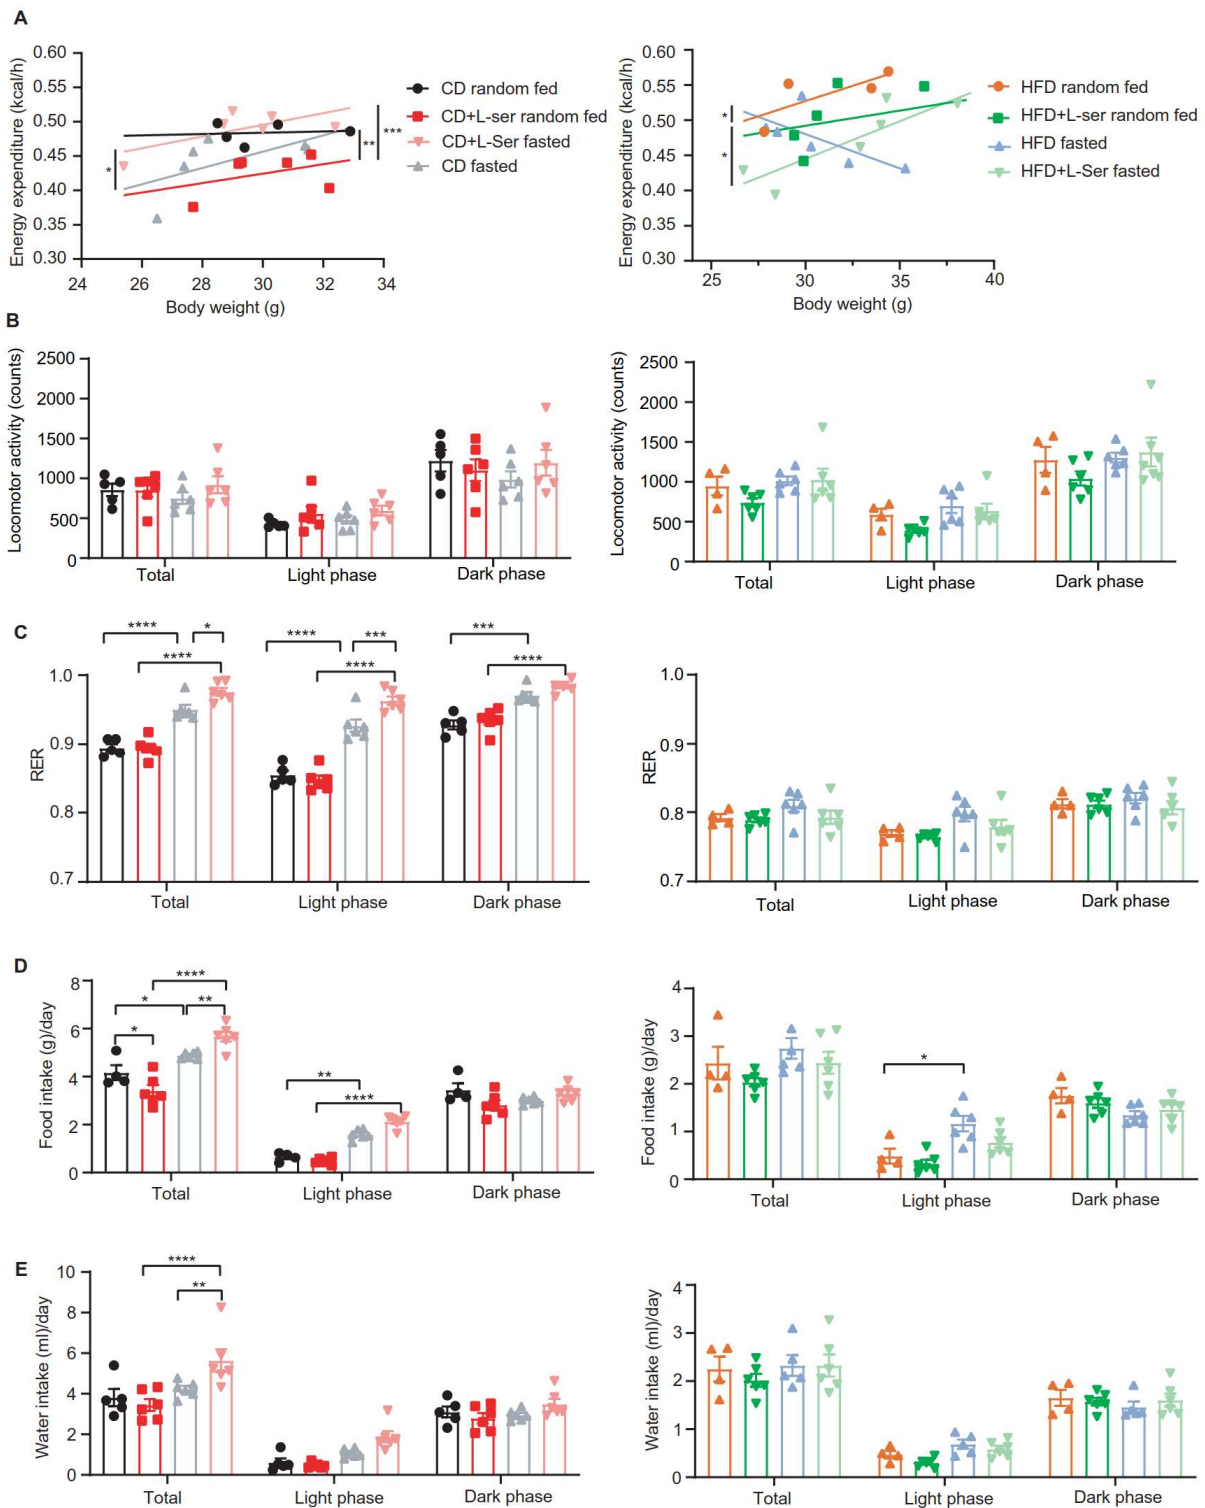 A
Energy expenditure (kcal/h)
0.60
0.55
0.50
0.45
0.40
0.35
0.30
24
26
28
30
32
34
Body weight (g)
*
**
***
CD random fed
CD+L-ser random fed
CD+L-Ser fasted
CD fasted
Energy expenditure (kcal/h)
0.60
0.55
0.50
0.45
0.40
0.35
0.30
25
30
35
40
Body weight (g)
*
*
HFD random fed
HFD+L-ser random fed
HFD fasted
HFD+L-Ser fasted
B
Locomotor activity (counts)
2500
2000
1500
1000
500
0
Total
Light phase
Dark phase
Locomotor activity (counts)
2500
2000
1500
1000
500
0
Total
Light phase
Dark phase
C
**** *
****
**** ***
****
***
****
RER
1.0
0.9
0.8
0.7
Total
Light phase
Dark phase
RER
1.0
0.9
0.8
0.7
Total
Light phase
Dark phase
D
Food intake (g)/day
8
6
4
2
0
****
* **
*
**
****
Total
Light phase
Dark phase
Food intake (g)/day
4
3
2
1
0
*
Total
Light phase
Dark phase
E
Water intake (ml)/day
10
8
6
4
2
0
****
**
Total
Light phase
Dark phase
Water intake (ml)/day
4
3
2
1
0
Total
Light phase
Dark phase